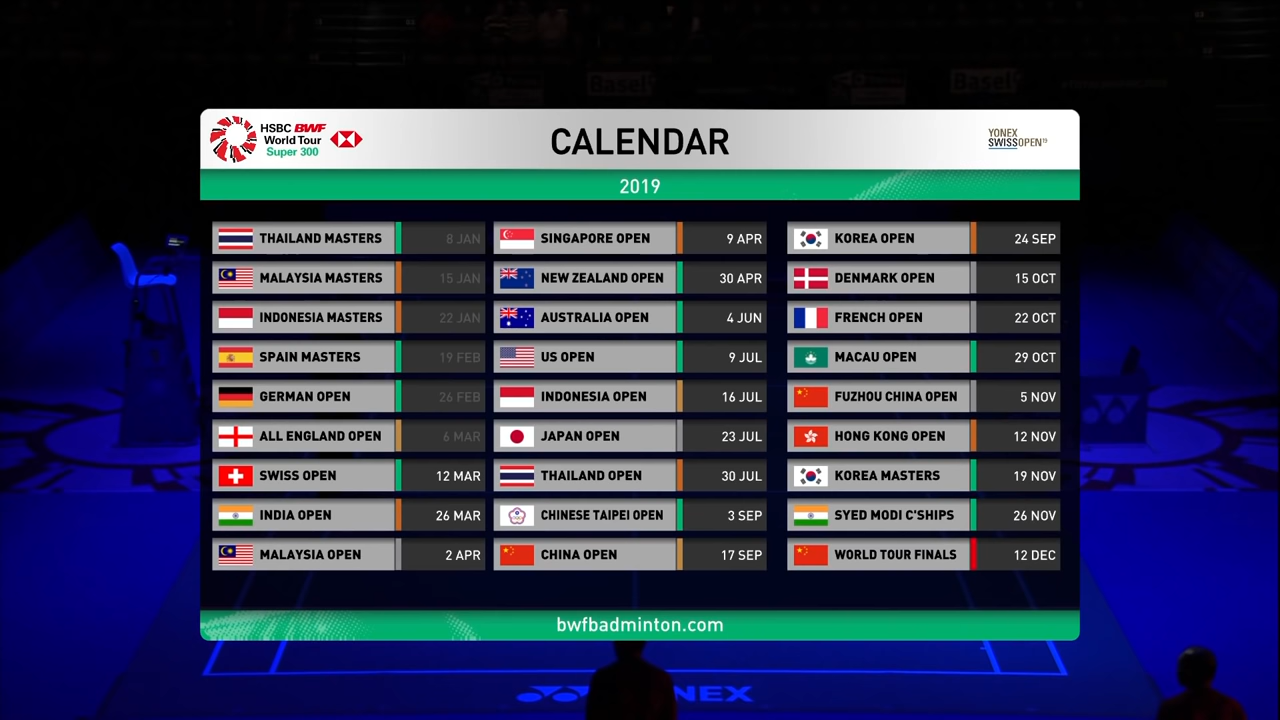 Basel
Basel
HSBC BWF
World Tour
Super 300
CALENDAR
YONEX
SWISSOPEN19
2019
THAILAND MASTERS 8 JAN
MALAYSIA MASTERS 15 JAN
INDONESIA MASTERS 22 JAN
SPAIN MASTERS 19 FEB
GERMAN OPEN 26 FEB
ALL ENGLAND OPEN 6 MAR
SWISS OPEN 12 MAR
INDIA OPEN 26 MAR
MALAYSIA OPEN 2 APR
SINGAPORE OPEN 9 APR
NEW ZEALAND OPEN 30 APR
AUSTRALIA OPEN 4 JUN
US OPEN 9 JUL
INDONESIA OPEN 16 JUL
JAPAN OPEN 23 JUL
THAILAND OPEN 30 JUL
CHINESE TAIPEI OPEN 3 SEP
CHINA OPEN 17 SEP
KOREA OPEN 24 SEP
DENMARK OPEN 15 OCT
FRENCH OPEN 22 OCT
MACAU OPEN 29 OCT
FUZHOU CHINA OPEN 5 NOV
HONG KONG OPEN 12 NOV
KOREA MASTERS 19 NOV
SYED MODI C'SHIPS 26 NOV
WORLD TOUR FINALS 12 DEC
bwfbadminton.com
NEX